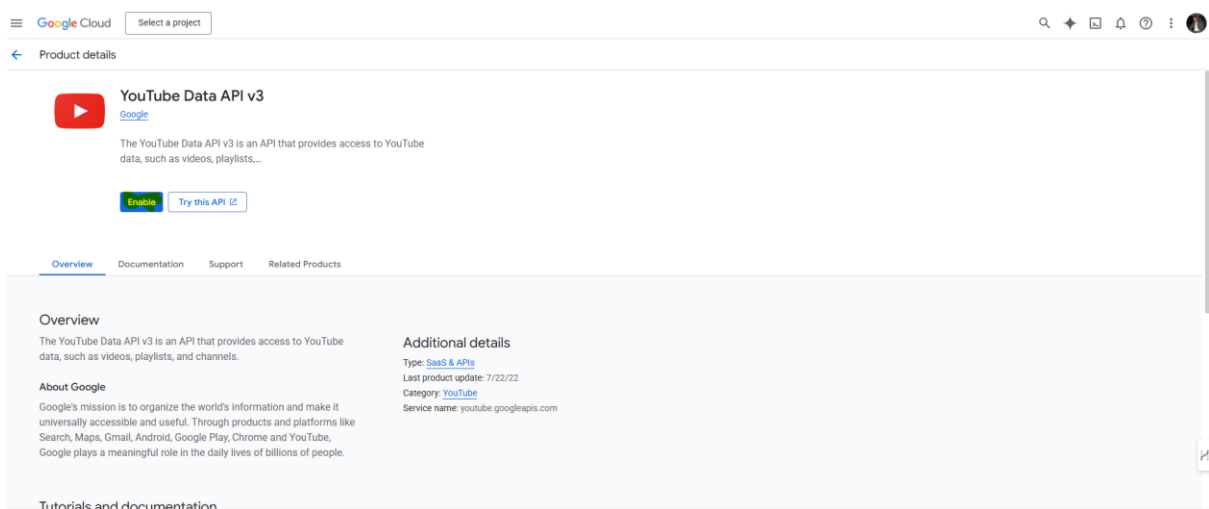 Google Cloud
Select a project
Product details
YouTube Data API v3
Google
The YouTube Data API v3 is an API that provides access to YouTube
data, such as videos, playlists,...
Enable
Try this API
Overview
Documentation
Support
Related Products
Overview
The YouTube Data API v3 is an API that provides access to YouTube
data, such as videos, playlists, and channels.
About Google
Google's mission is to organize the world's information and make it
universally accessible and useful. Through products and platforms like
Search, Maps, Gmail, Android, Google Play, Chrome and YouTube,
Google plays a meaningful role in the daily lives of billions of people.
Additional details
Type: SaaS & APIs
Last product update: 7/22/22
Category: YouTube
Service name: youtube.googleapis.com
Tutorials and documentation